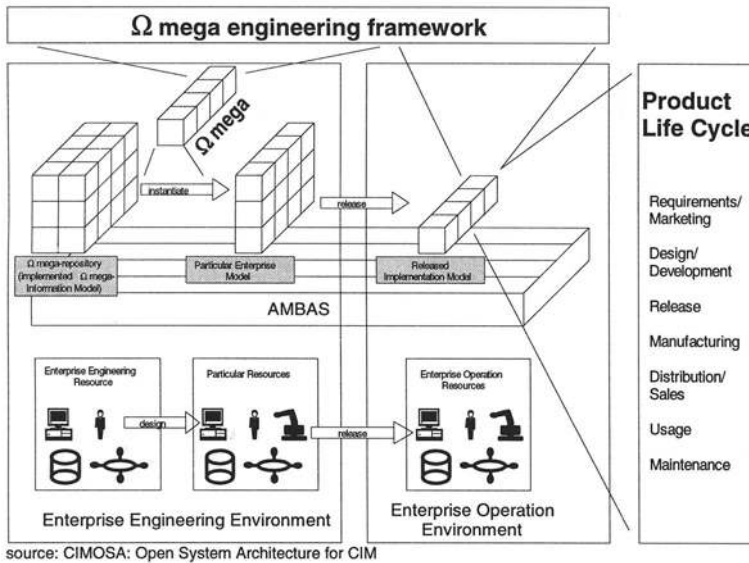 Ω mega engineering framework
Ω mega
instantiate
release
Ω mega-repository
(implemented Ω mega-
Information Model)
Particular Enterprise
Model
Released
Implementation Model
AMBAS
Enterprise Engineering
Resource
Particular Resources
Enterprise Operation
Resources
design
release
Enterprise Engineering Environment
Enterprise Operation
Environment
Product
Life Cycle
Requirements/
Marketing
Design/
Development
Release
Manufacturing
Distribution/
Sales
Usage
Maintenance
source: CIMOSA: Open System Architecture for CIM